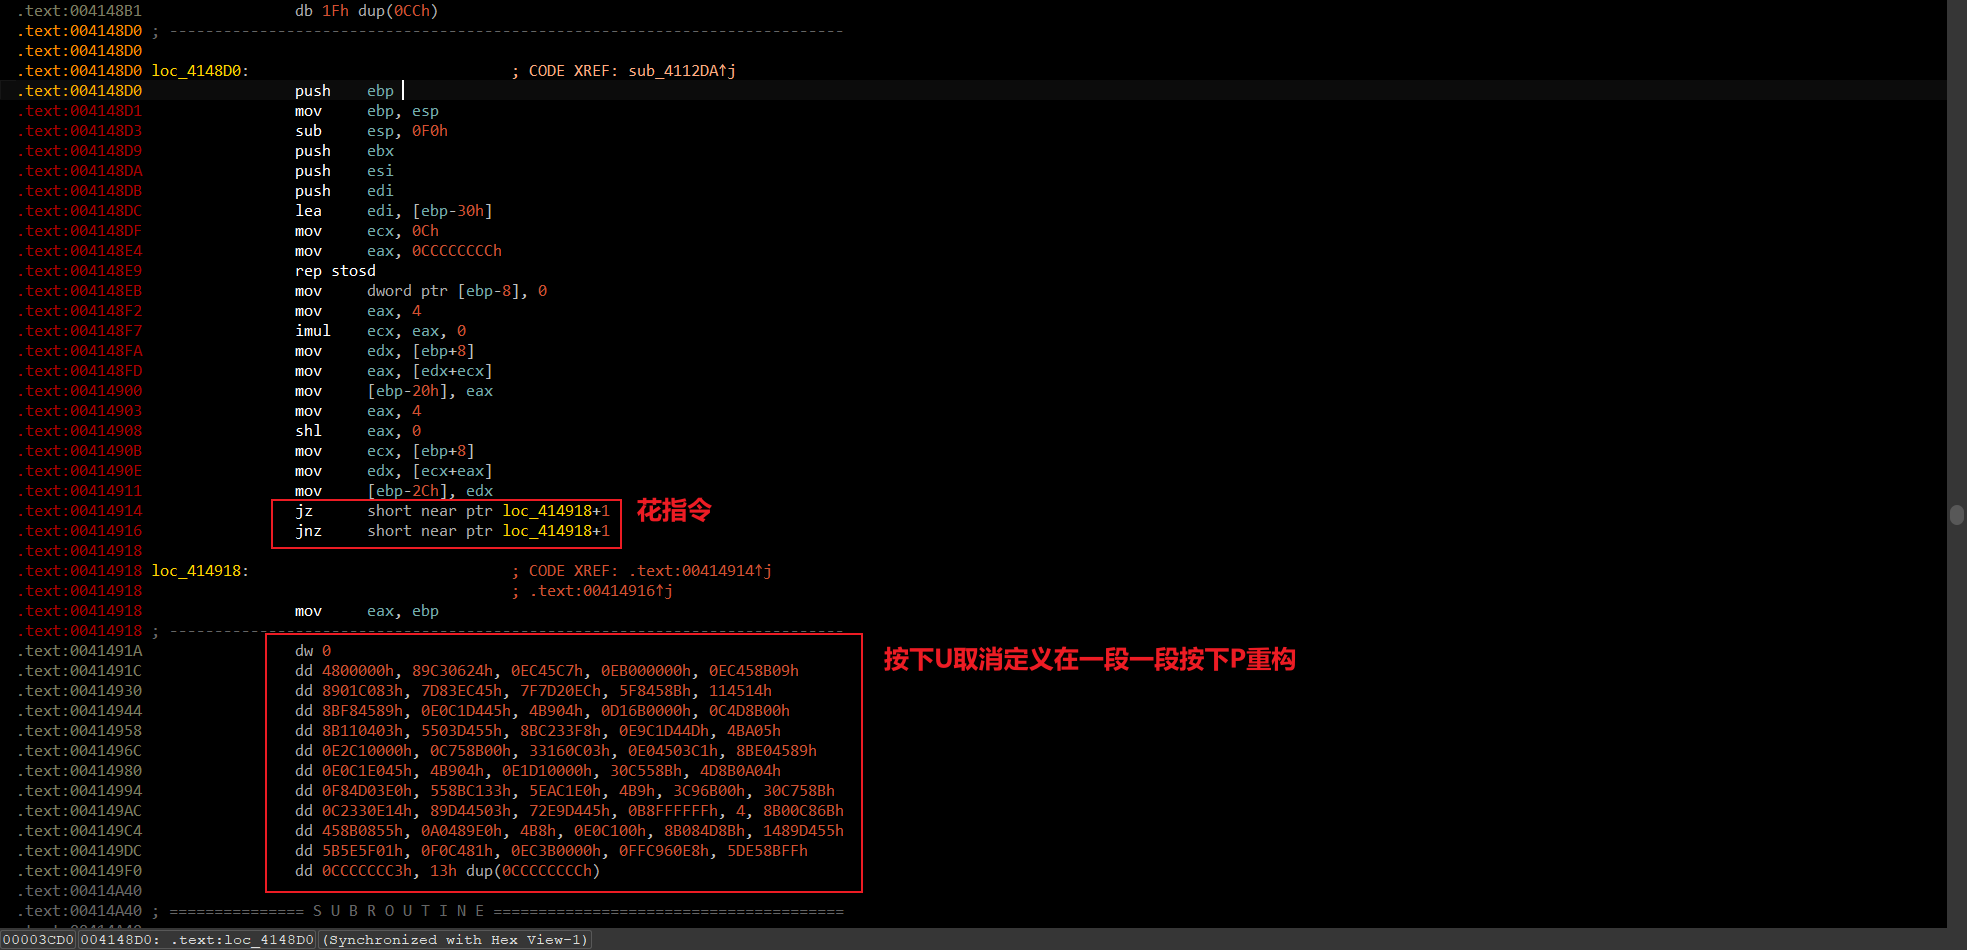 .text:004148B1 db 1Fh dup(0CCh)
.text:004148D0 ; ---------------------------------------------------------------------------
.text:004148D0
.text:004148D0 loc_4148D0: ; CODE XREF: sub_4112DA↑j
.text:004148D0 push ebp
.text:004148D1 mov ebp, esp
.text:004148D3 sub esp, 0F0h
.text:004148D9 push ebx
.text:004148DA push esi
.text:004148DB push edi
.text:004148DC lea edi, [ebp-30h]
.text:004148DF mov ecx, 0Ch
.text:004148E4 mov eax, 0CCCCCCCCh
.text:004148E9 rep stosd
.text:004148EB mov dword ptr [ebp-8], 0
.text:004148F2 mov eax, 4
.text:004148F7 imul ecx, eax, 0
.text:004148FA mov edx, [ebp+8]
.text:004148FD mov eax, [edx+ecx]
.text:00414900 mov [ebp-20h], eax
.text:00414903 mov eax, 4
.text:00414908 shl eax, 0
.text:0041490B mov ecx, [ebp+8]
.text:0041490E mov edx, [ecx+eax]
.text:00414911 mov [ebp-2Ch], edx
.text:00414914 jz short near ptr loc_414918+1 花指令
.text:00414916 jnz short near ptr loc_414918+1
.text:00414918
.text:00414918 loc_414918: ; CODE XREF: .text:00414914↑j
.text:00414918 ; .text:00414916↑j
.text:00414918 mov eax, ebp
.text:00414918 ; ---------------------------------------------------------------------------
.text:0041491A dw 0 按下U取消定义在一段一段按下P重构
.text:0041491C dd 4800000h, 89C30624h, 0EC45C7h, 0EB000000h, 0EC458B09h
.text:00414930 dd 8901C083h, 7D83EC45h, 7F7D20ECh, 5F8458Bh, 114514h
.text:00414944 dd 8BF84589h, 0E0C1D445h, 4B904h, 0D16B0000h, 0C4D8B00h
.text:00414958 dd 8B110403h, 5503D455h, 8BC233F8h, 0E9C1D44Dh, 4BA05h
.text:0041496C dd 0E2C10000h, 0C758B00h, 33160C03h, 0E04503C1h, 8BE04589h
.text:00414980 dd 0E0C1E045h, 4B904h, 0E1D10000h, 30C558Bh, 4D8B0A04h
.text:00414994 dd 0F84D03E0h, 558BC133h, 5EAC1E0h, 4B9h, 3C96B00h, 30C758Bh
.text:004149AC dd 0C2330E14h, 89D44503h, 72E9D445h, 0B8FFFFFFh, 4, 8B00C86Bh
.text:004149C4 dd 458B0855h, 0A0489E0h, 4B8h, 0E0C100h, 8B084D8Bh, 1489D455h
.text:004149DC dd 5B5E5F01h, 0F0C481h, 0EC3B0000h, 0FFC960E8h, 5DE58BFFh
.text:004149F0 dd 0CCCCCCC3h, 13h dup(0CCCCCCCCh)
.text:00414A40
.text:00414A40 ; =============== S U B R O U T I N E =======================================
00003CD0 004148D0: .text:loc_4148D0 (Synchronized with Hex View-1)